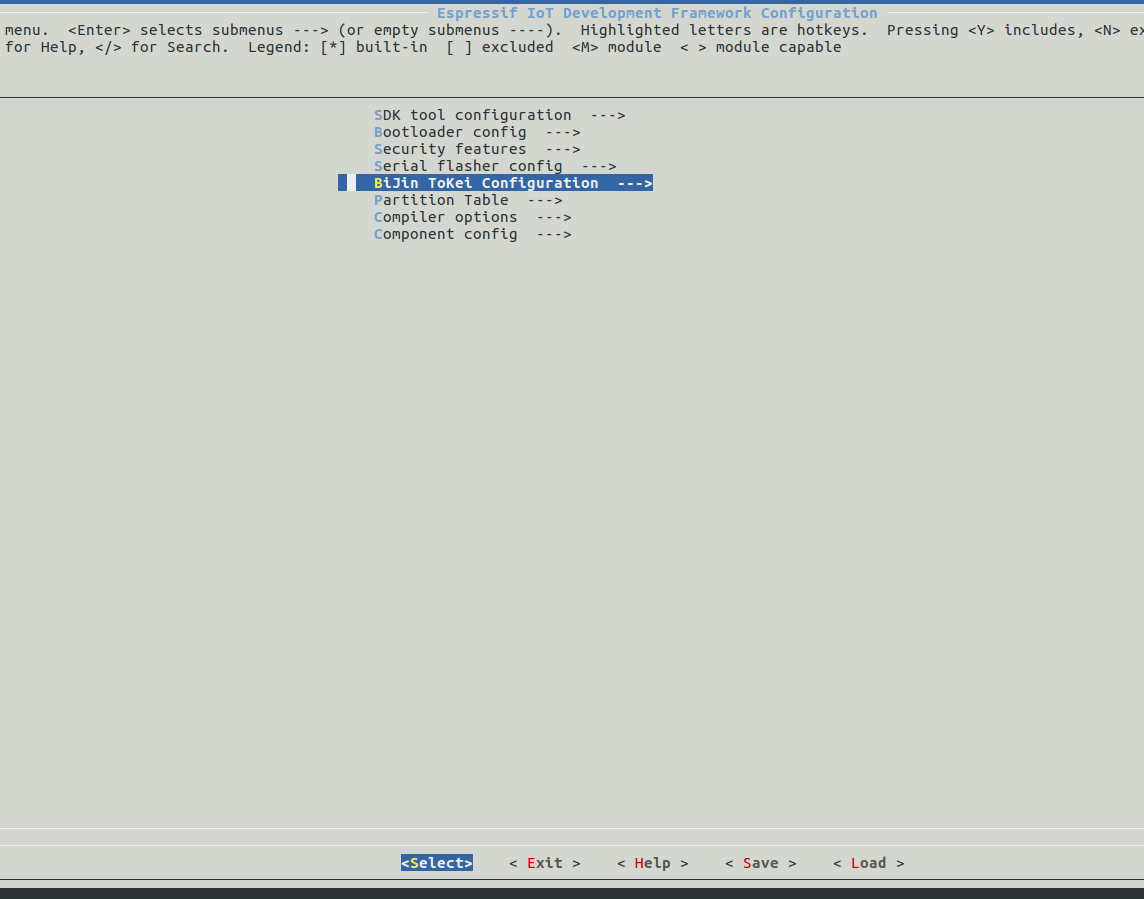 Espressif IoT Development Framework Configuration
menu.  <Enter> selects submenus ---> (or empty submenus ----).  Highlighted letters are hotkeys.  Pressing <Y> includes, <N> ex
for Help, </> for Search.  Legend: [*] built-in  [ ] excluded  <M> module  < > module capable
SDK tool configuration  --->
Bootloader config  --->
Security features  --->
Serial flasher config  --->
BiJin ToKei Configuration  --->
Partition Table  --->
Compiler options  --->
Component config  --->
<Select>    < Exit >    < Help >    < Save >    < Load >